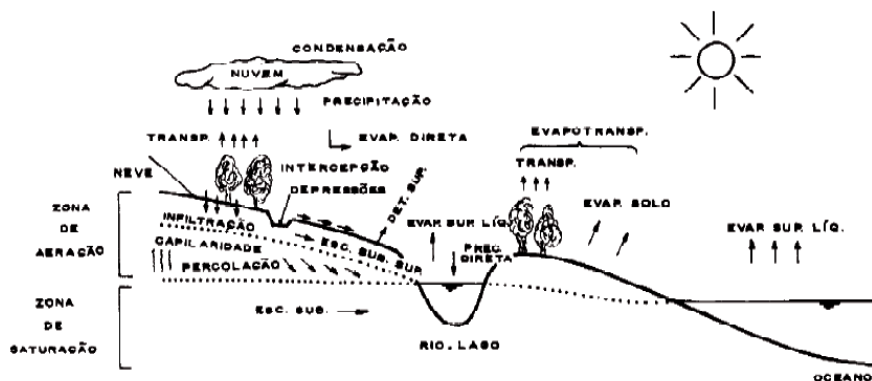 CONDENSAÇÃO
NUVEM
PRECIPITAÇÃO
TRANSP.
EVAP. DIRETA
EVAPOTRANSP.
TRANSP.
NEVE
INTERCEPÇÃO
DEPRESSÕES
DET. SUP.
EVAP. SOLO
ZONA
DE
AERAÇÃO
INFILTRAÇÃO
CAPILARIDADE
PERCOLAÇÃO
ESC. SUB. SUP.
EVAP. SUP. LÍQ.
PREC.
DIRETA
EVAP. SUP. LÍQ.
ZONA
DE
SATURAÇÃO
ESC. SUB.
RIO. LAGO
OCEANO